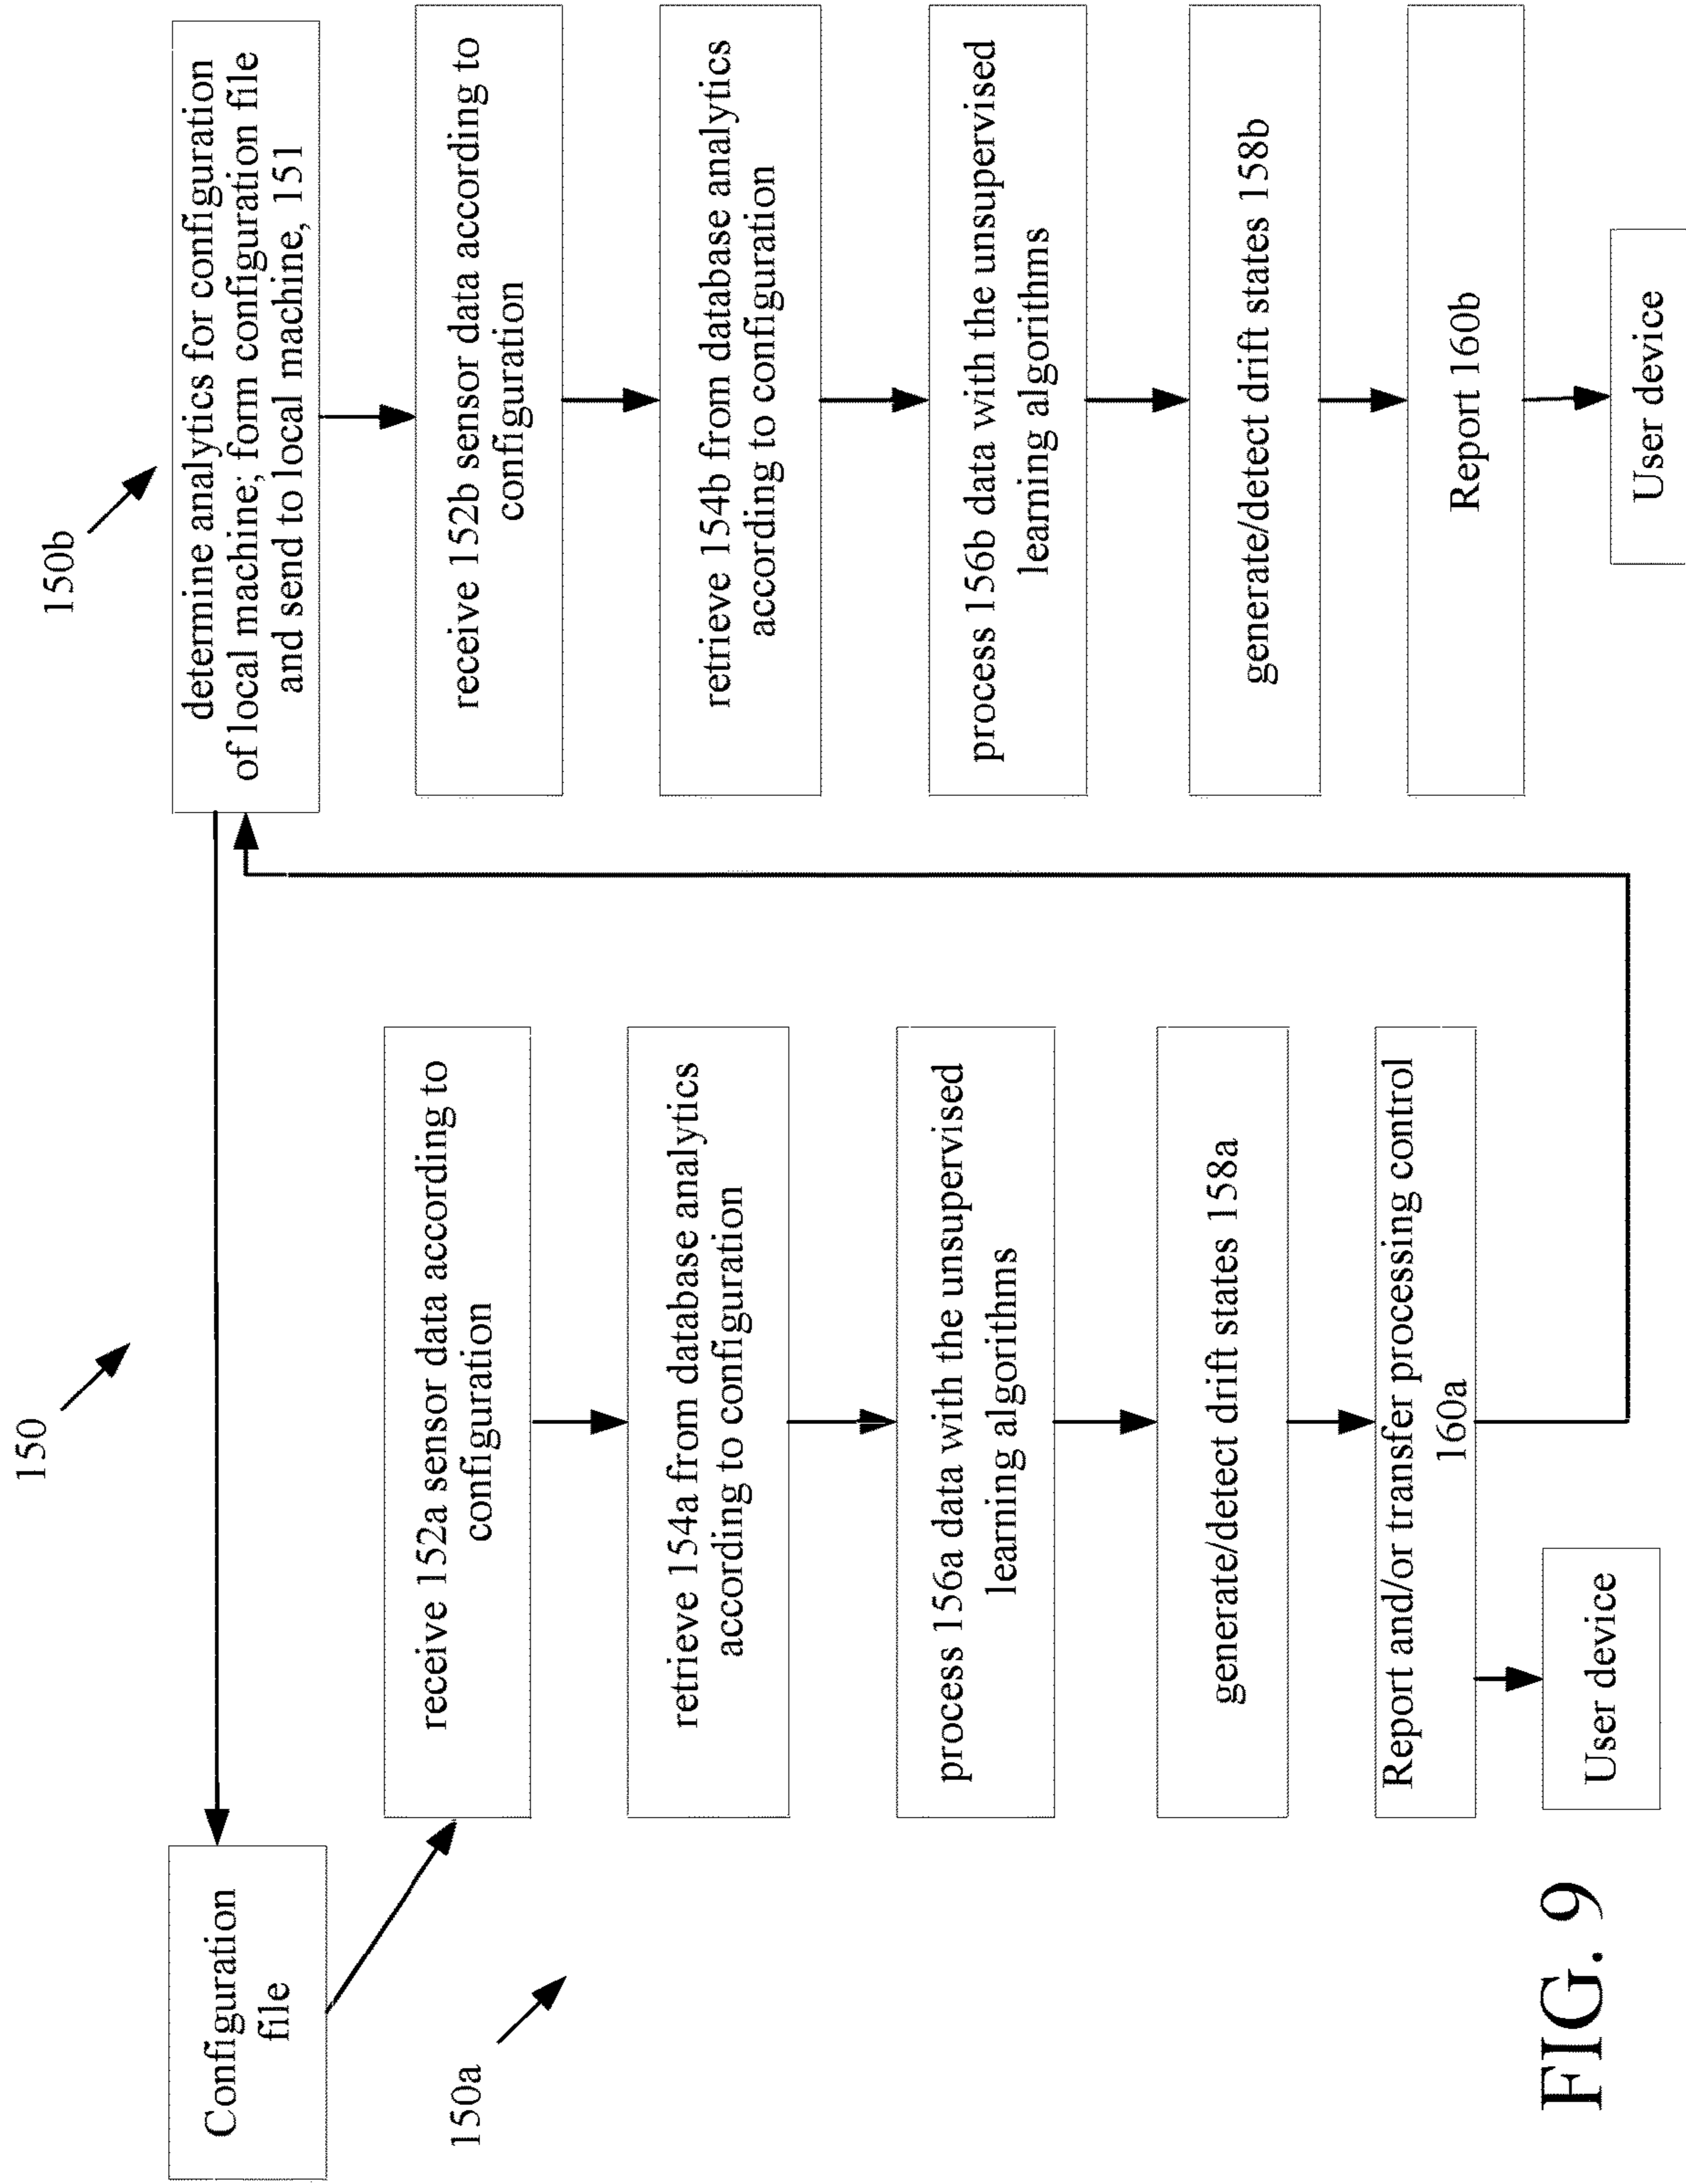 150
150b
150a
Configuration
file
determine analytics for configuration
of local machine; form configuration file
and send to local machine, 151
receive 152a sensor data according to
configuration
retrieve 154a from database analytics
according to configuration
process 156a data with the unsupervised
learning algorithms
generate/detect drift states 158a
Report and/or transfer processing control
160a
User device
receive 152b sensor data according to
configuration
retrieve 154b from database analytics
according to configuration
process 156b data with the unsupervised
learning algorithms
generate/detect drift states 158b
Report 160b
User device
FIG. 9